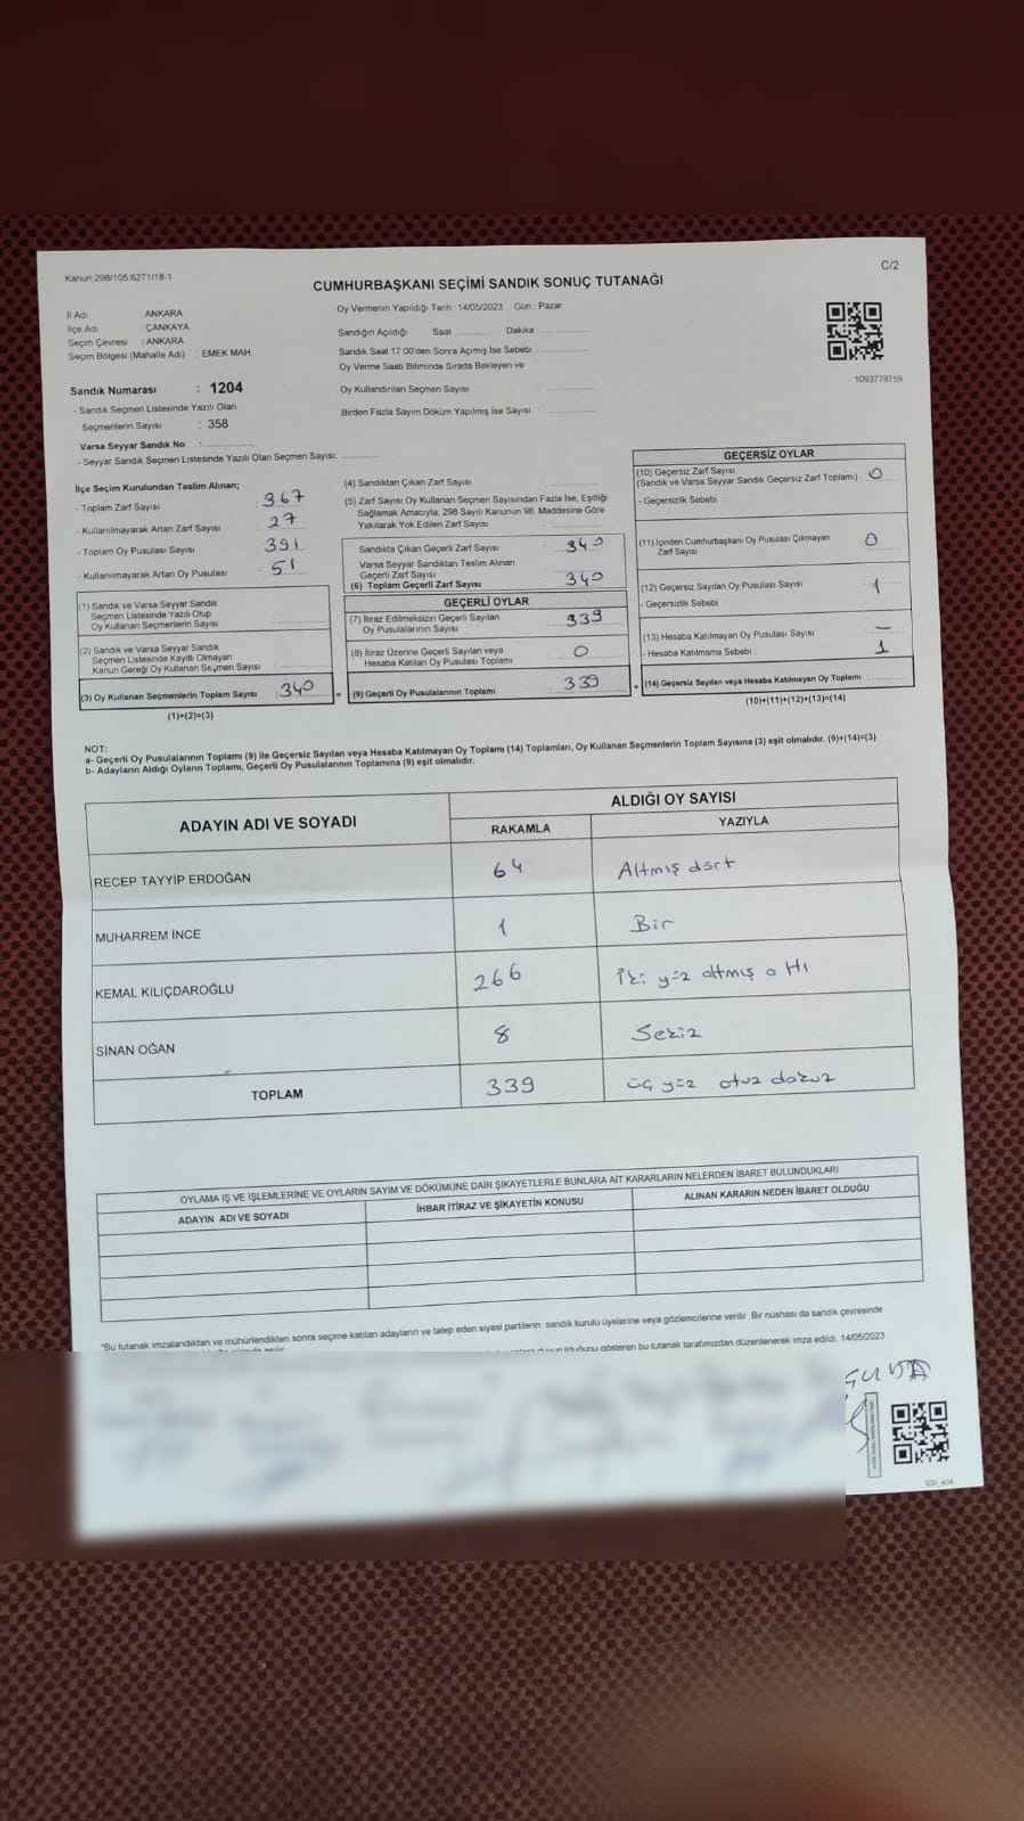 Kanun:298/105;6271/18-1
C/2
CUMHURBAŞKANI SEÇİMİ SANDIK SONUÇ TUTANAĞI
İl Adı : ANKARA
İlçe Adı : ÇANKAYA
Seçim Çevresi : ANKARA
Seçim Bölgesi (Mahalle Adı) : EMEK MAH
Sandık Numarası : 1204
- Sandık Seçmen Listesinde Yazılı Olan
Seçmenlerin Sayısı : 358
Varsa Seyyar Sandık No :
- Seyyar Sandık Seçmen Listesinde Yazılı Olan Seçmen Sayısı:
Oy Vermenin Yapıldığı Tarih :14/05/2023 Gün : Pazar
Sandığın Açıldığı Saat Dakika
Sandık Saat 17:00'den Sonra Açmış İse Sebebi
Oy Verme Saati Bitiminde Sırada Bekleyen ve
Oy Kullandırılan Seçmen Sayısı
Birden Fazla Sayım Döküm Yapılmış İse Sayısı
1093778759
İlçe Seçim Kurulundan Teslim Alınan;
- Toplam Zarf Sayısı : 367
- Kullanılmayarak Artan Zarf Sayısı : 27
- Toplam Oy Pusulası Sayısı : 391
- Kullanılmayarak Artan Oy Pusulası : 51
(1) Sandık ve Varsa Seyyar Sandık
Seçmen Listesinde Yazılı Olup
Oy Kullanan Seçmenlerin Sayısı
(2) Sandık ve Varsa Seyyar Sandık
Seçmen Listesinde Kayıtlı Olmayan
Kanun Gereği Oy Kullanan Seçmen Sayısı
(3) Oy Kullanan Seçmenlerin Toplam Sayısı 340
(1)+(2)=(3)
(4) Sandıktan Çıkan Zarf Sayısı
(5) Zarf Sayısı Oy Kullanan Seçmen Sayısından Fazla İse, Eşitliği
Sağlamak Amacıyla, 298 Sayılı Kanunun 98. Maddesine Göre
Yakılarak Yok Edilen Zarf Sayısı
Sandıkta Çıkan Geçerli Zarf Sayısı 340
Varsa Seyyar Sandıktan Teslim Alınan
Geçerli Zarf Sayısı
(6) Toplam Geçerli Zarf Sayısı 340
GEÇERLİ OYLAR
(7) İtiraz Edilmeksizin Geçerli Sayılan
Oy Pusulalarının Sayısı 339
(8) İtiraz Üzerine Geçerli Sayılan veya
Hesaba Katılan Oy Pusulası Toplamı 0
= (9) Geçerli Oy Pusulalarının Toplamı 339
GEÇERSİZ OYLAR
(10) Geçersiz Zarf Sayısı
(Sandık ve Varsa Seyyar Sandık Geçersiz Zarf Toplamı) 0
- Geçersizlik Sebebi
(11) İçinden Cumhurbaşkanı Oy Pusulası Çıkmayan
Zarf Sayısı 0
(12) Geçersiz Sayılan Oy Pusulası Sayısı 1
- Geçersizlik Sebebi
(13) Hesaba Katılmayan Oy Pusulası Sayısı —
- Hesaba Katılmama Sebebi 1
+ (14) Geçersiz Sayılan veya Hesaba Katılmayan Oy Toplamı
(10)+(11)+(12)+(13)=(14)
NOT:
a- Geçerli Oy Pusulalarının Toplamı (9) ile Geçersiz Sayılan veya Hesaba Katılmayan Oy Toplamı (14) Toplamları, Oy Kullanan Seçmenlerin Toplam Sayısına (3) eşit olmalıdır. (9)+(14)=(3)
b- Adayların Aldığı Oyların Toplamı, Geçerli Oy Pusulalarının Toplamına (9) eşit olmalıdır.
ADAYIN ADI VE SOYADI
ALDIĞI OY SAYISI
RAKAMLA YAZIYLA
RECEP TAYYİP ERDOĞAN 64 Altmış dört
MUHARREM İNCE 1 Bir
KEMAL KILIÇDAROĞLU 266 İki yüz altmış altı
SİNAN OĞAN 8 Sekiz
TOPLAM 339 üç yüz otuz dokuz
OYLAMA İŞ VE İŞLEMLERİNE VE OYLARIN SAYIM VE DÖKÜMÜNE DAİR ŞİKAYETLERLE BUNLARA AİT KARARLARIN NELERDEN İBARET BULUNDUKLARI
ADAYIN ADI VE SOYADI İHBAR İTİRAZ VE ŞİKAYETİN KONUSU ALINAN KARARIN NEDEN İBARET OLDUĞU
*Bu tutanak imzalandıktan ve mühürlendikten sonra seçime katılan adayların ve talep eden siyasi partilerin sandık kurulu üyelerine veya gözlemcilerine verilir. Bir nüshası da sandık çevresinde
olduğunu gösteren bu tutanak tarafımızdan düzenlenerek imza edildi. 14/05/2023